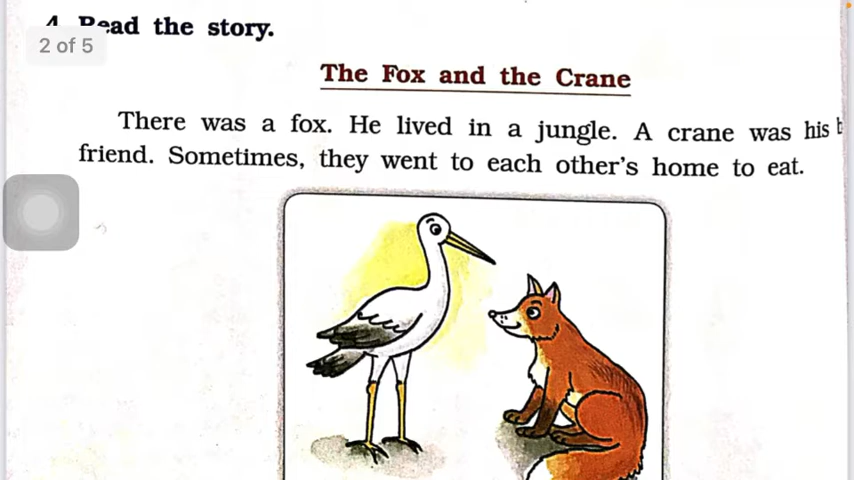 4. Read the story.
2 of 5
The Fox and the Crane
There was a fox. He lived in a jungle. A crane was his
friend. Sometimes, they went to each other's home to eat.